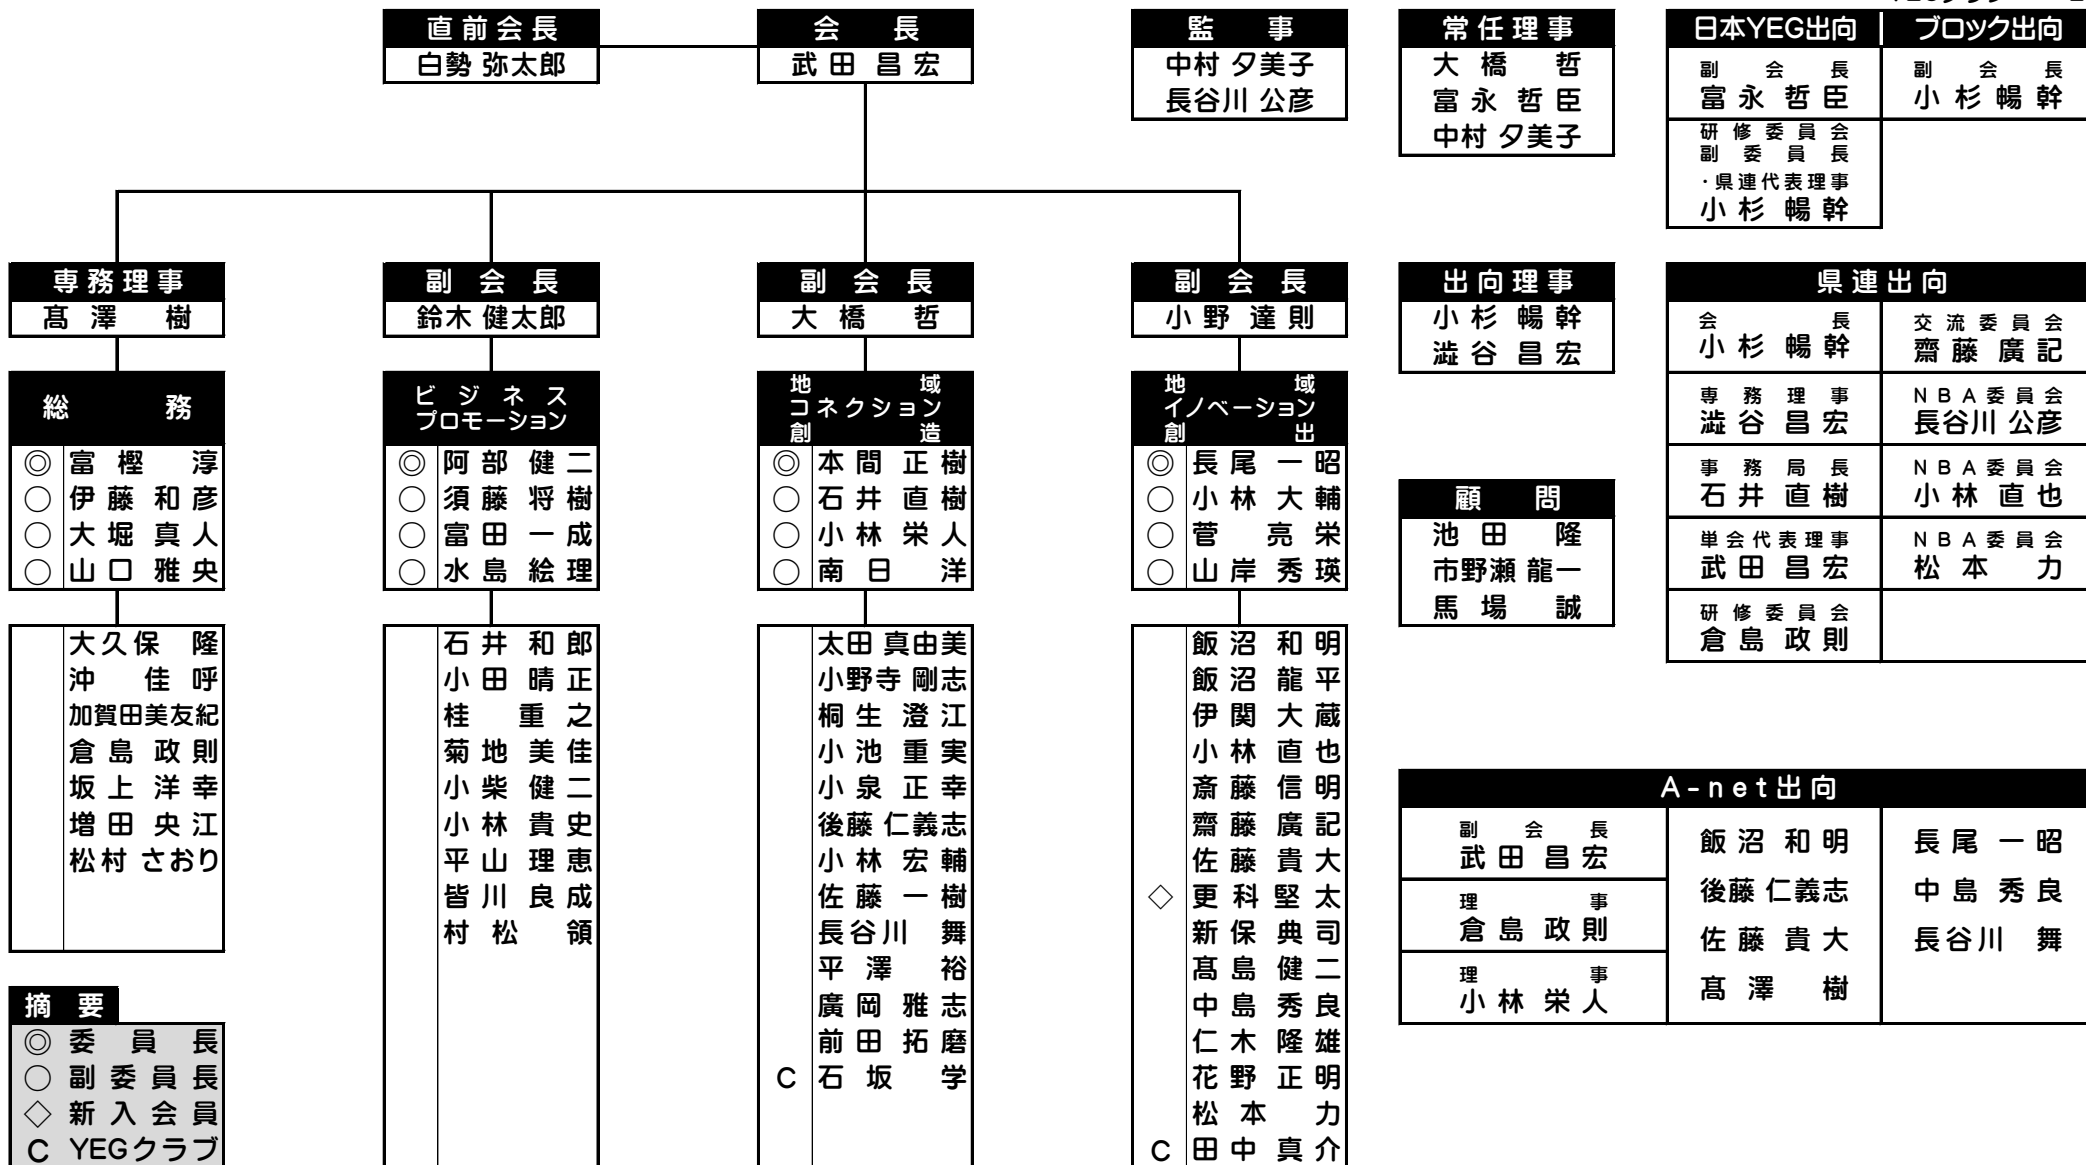 直前会長
白勢 弥太郎
会長
武田 昌宏
監事
中村 夕美子
長谷川 公彦
常任理事
大橋 哲
富永 哲臣
中村 夕美子
日本YEG出向
ブロック出向
副会長
富永 哲臣
副会長
小杉 暢幹
研修委員会
副委員長
・県連代表理事
小杉 暢幹
専務理事
髙澤 樹
副会長
鈴木 健太郎
副会長
大橋 哲
副会長
小野 達則
出向理事
小杉 暢幹
澁谷 昌宏
県連出向
会長
小杉 暢幹
交流委員会
齋藤 廣記
専務理事
澁谷 昌宏
NBA委員会
長谷川 公彦
事務局長
石井 直樹
NBA委員会
小林 直也
単会代表理事
武田 昌宏
NBA委員会
松本 力
研修委員会
倉島 政則
総務
◎ 富樫 淳
○ 伊藤 和彦
○ 大堀 真人
○ 山口 雅央
大久保 隆
沖 佳呼
加賀田美友紀
倉島 政則
坂上 洋幸
増田 央江
松村 さおり
ビジネス
プロモーション
◎ 阿部 健二
○ 須藤 将樹
○ 富田 一成
○ 水島 絵理
石井 和郎
小田 晴正
桂 重之
菊地 美佳
小柴 健二
小林 貴史
平山 理恵
皆川 良成
村松 領
地域
コネクション
創造
◎ 本間 正樹
○ 石井 直樹
○ 小林 栄人
○ 南日 洋
太田 真由美
小野寺 剛志
桐生 澄江
小池 重実
小泉 正幸
後藤 仁義志
小林 宏輔
佐藤 一樹
長谷川 舞
平澤 裕
廣岡 雅志
前田 拓磨
C 石坂 学
地域
イノベーション
創出
◎ 長尾 一昭
○ 小林 大輔
○ 菅 亮栄
○ 山岸 秀瑛
飯沼 和明
飯沼 龍平
伊関 大蔵
小林 直也
斎藤 信明
齋藤 廣記
佐藤 貴大
◇ 更科 堅太
新保 典司
髙島 健二
中島 秀良
仁木 隆雄
花野 正明
松本 力
C 田中 真介
顧問
池田 隆
市野瀬 龍一
馬場 誠
A-net出向
副会長
武田 昌宏
理事
倉島 政則
理事
小林 栄人
飯沼 和明
後藤 仁義志
佐藤 貴大
髙澤 樹
長尾 一昭
中島 秀良
長谷川 舞
摘要
◎ 委員長
○ 副委員長
◇ 新入会員
C YEGクラブ